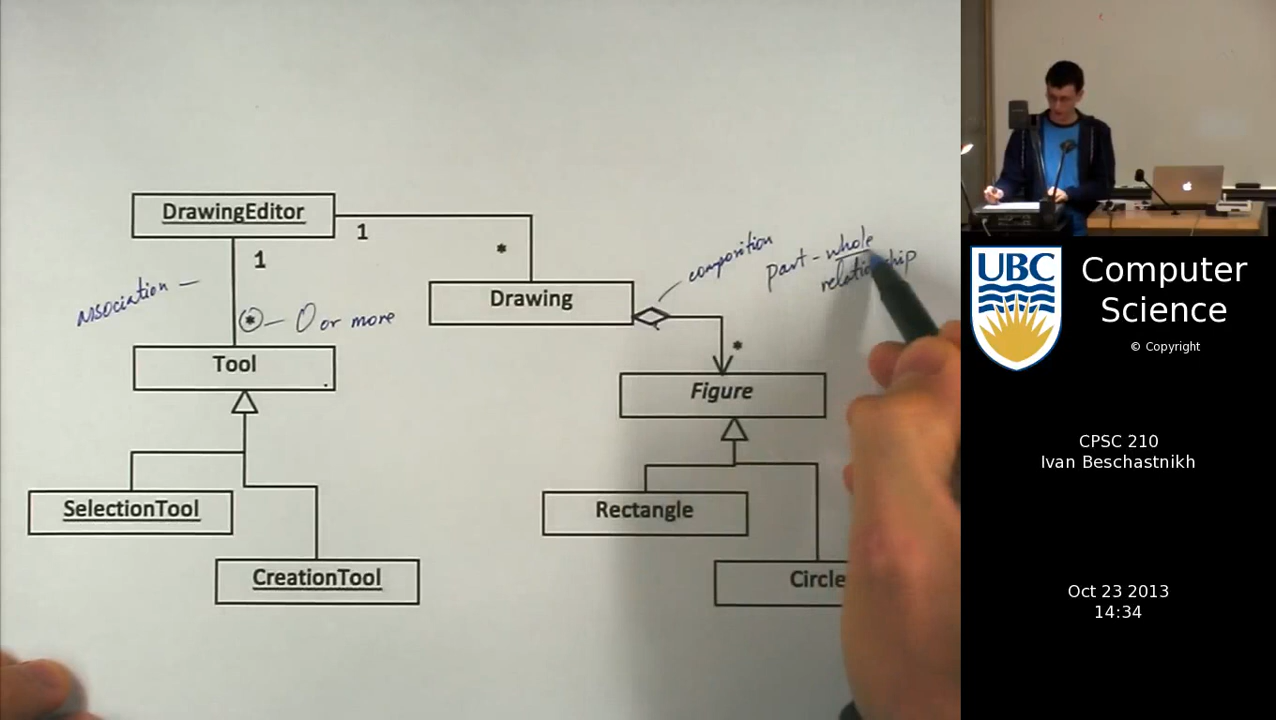 DrawingEditor
1
1
*
composition
part - whole
relationship
association
Drawing
* - 0 or more
*
Tool
Figure
SelectionTool
Rectangle
CreationTool
Circle
UBC
Computer
Science
© Copyright
CPSC 210
Ivan Beschastnikh
Oct 23 2013
14:34